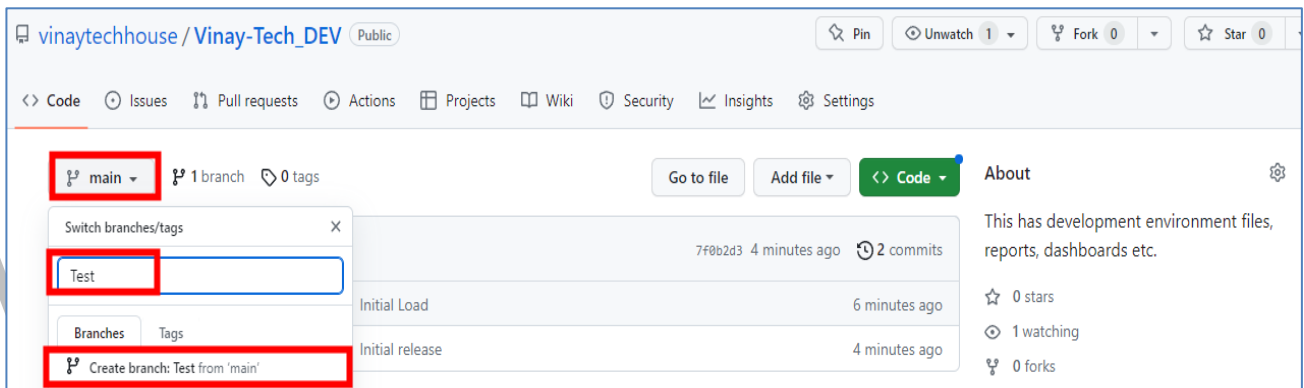 vinaytechhouse / Vinay-Tech_DEV Public
Pin
Unwatch 1
Fork 0
Star 0
<> Code
Issues
Pull requests
Actions
Projects
Wiki
Security
Insights
Settings
main
1 branch
0 tags
Go to file
Add file
<> Code
About
Switch branches/tags X
This has development environment files,
reports, dashboards etc.
Test
7f0b2d3 4 minutes ago 2 commits
Initial Load 6 minutes ago
0 stars
Branches Tags
Initial release 4 minutes ago
1 watching
Create branch: Test from 'main'
0 forks